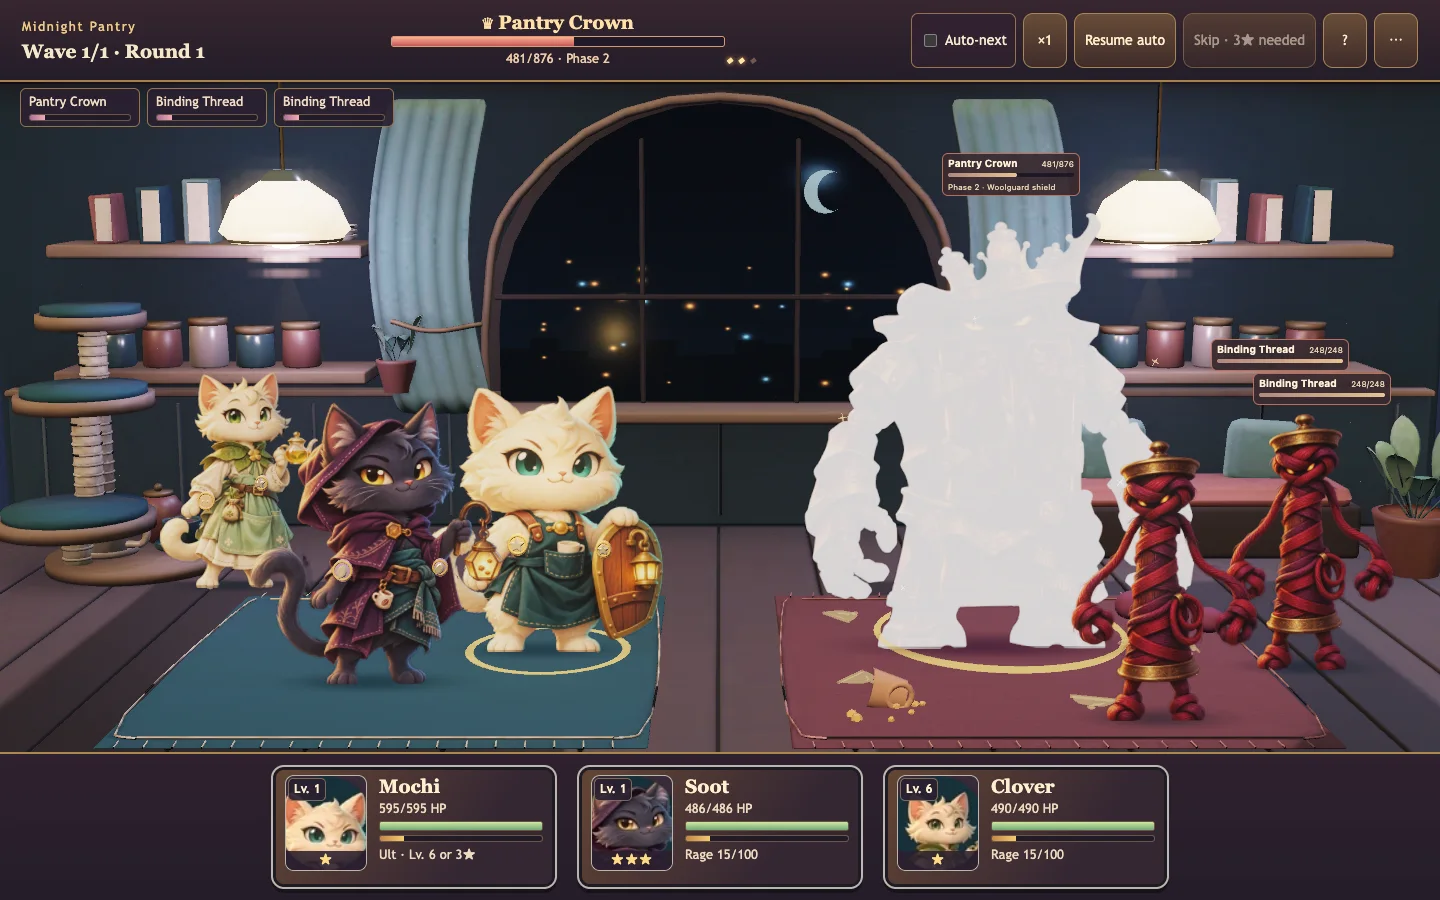 Midnight Pantry
Wave 1/1 · Round 1
♛ Pantry Crown
481/876 · Phase 2
Auto-next
×1
Resume auto
Skip · 3★ needed
?
···
Pantry Crown
Binding Thread
Binding Thread
Pantry Crown 481/876
Phase 2 · Woolguard shield
Binding Thread 248/248
Binding Thread 248/248
Lv. 1
Mochi
595/595 HP
Ult · Lv. 6 or 3★
Lv. 1
Soot
486/486 HP
Rage 15/100
Lv. 6
Clover
490/490 HP
Rage 15/100